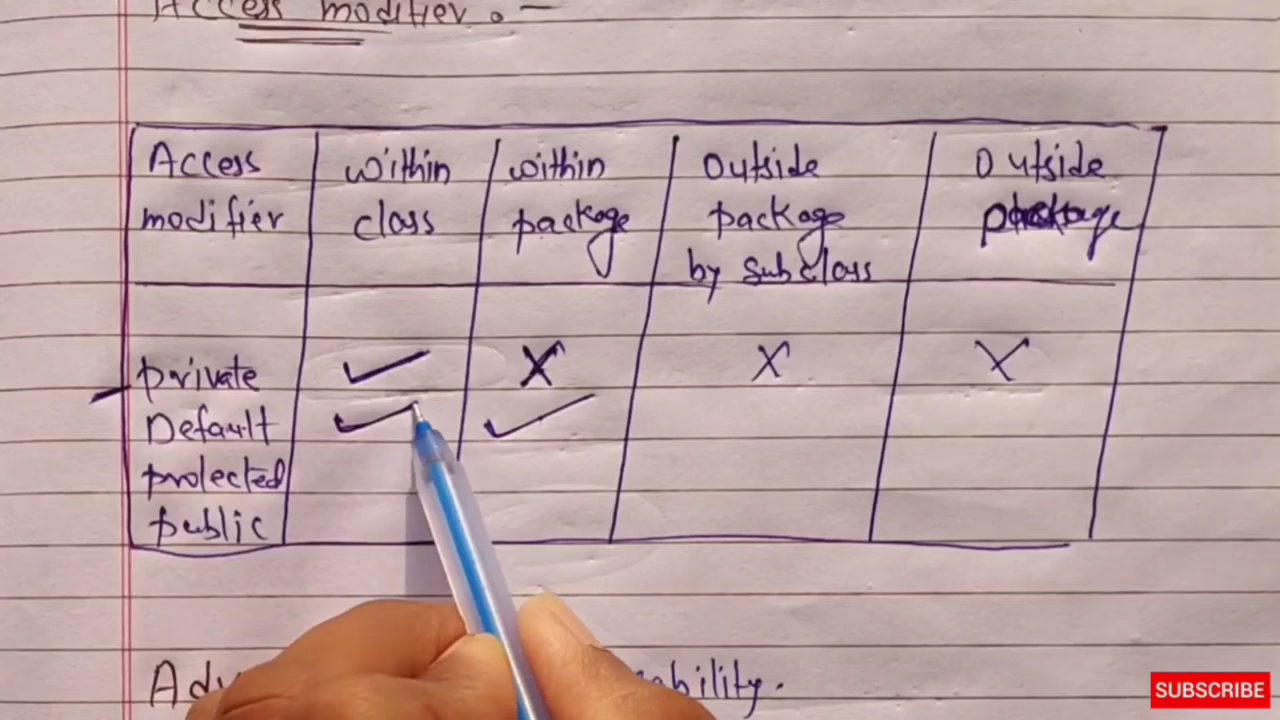 Access modifier. -
Access modifier
within class
within package
Outside package by subclass
Outside package
private ✓ X X X
Default ✓ ✓
protected
public
bility.
SUBSCRIBE